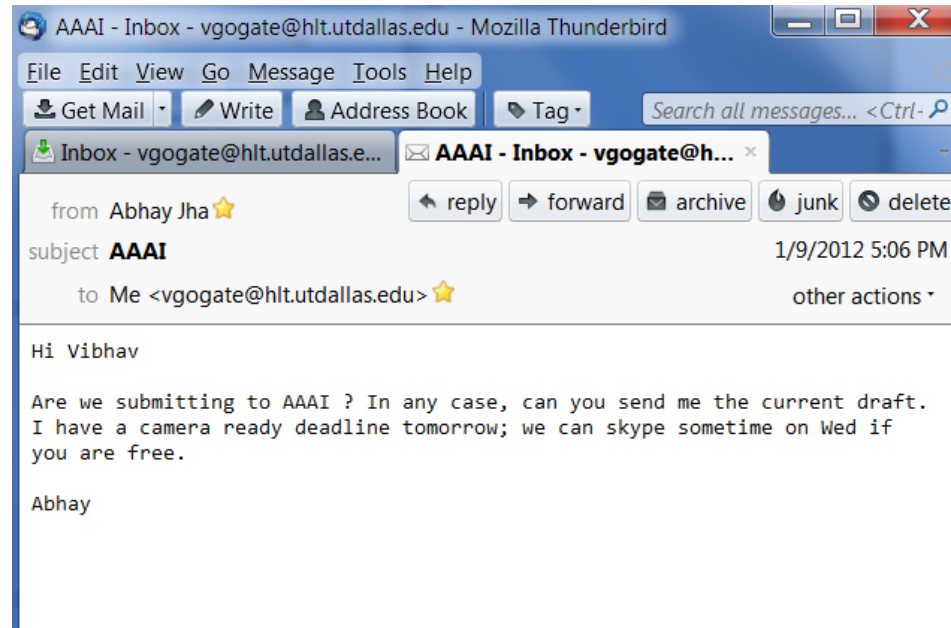 AAAI - Inbox - vgogate@hlt.utdallas.edu - Mozilla Thunderbird
File Edit View Go Message Tools Help
Get Mail Write Address Book Tag Search all messages... <Ctrl-
Inbox - vgogate@hlt.utdallas.e... AAAI - Inbox - vgogate@h...
from Abhay Jha reply forward archive junk delete
subject AAAI 1/9/2012 5:06 PM
to Me <vgogate@hlt.utdallas.edu> other actions
Hi Vibhav
Are we submitting to AAAI ? In any case, can you send me the current draft.
I have a camera ready deadline tomorrow; we can skype sometime on Wed if
you are free.
Abhay